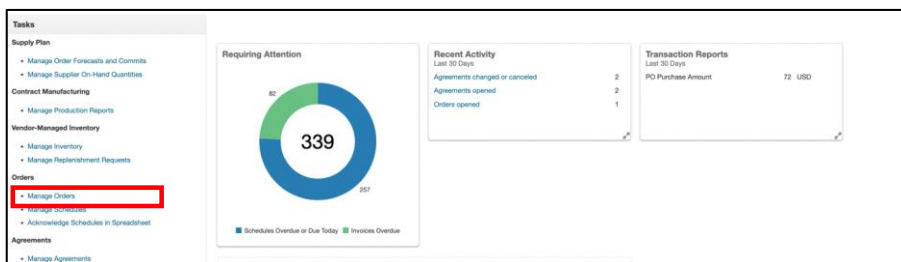 Tasks
Supply Plan
• Manage Order Forecasts and Commits
• Manage Supplier On-Hand Quantities
Contract Manufacturing
• Manage Production Reports
Vendor-Managed Inventory
• Manage Inventory
• Manage Replenishment Requests
Orders
• Manage Orders
• Manage Schedules
• Acknowledge Schedules in Spreadsheet
Agreements
• Manage Agreements
Requiring Attention
82
339
257
Schedules Overdue or Due Today Invoices Overdue
Recent Activity
Last 30 Days
Agreements changed or canceled 2
Agreements opened 2
Orders opened 1
Transaction Reports
Last 30 Days
PO Purchase Amount 72 USD